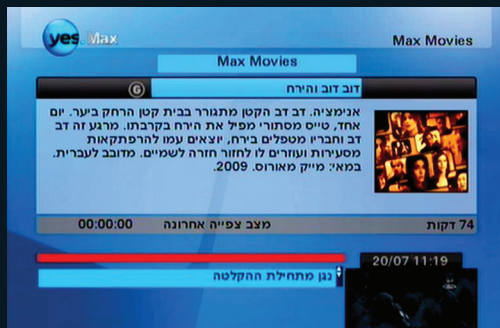 yes Max
Max Movies
Max Movies
דוב דוב והירח
G
אנימציה. דב דב הקטן מתגורר בבית קטן הרחק ביער. יום
אחד, טייס מסתורי מפיל את הירח בקרבתו. מרגע זה דב
דב וחבריו מטפלים בירח, יוצאים עמו להרפתקאות
מסעירות ועוזרים לו לחזור חזרה לשמיים. מדובב לעברית.
במאי: מייק מאורוס. 2009.
74 דקות
מצב צפייה אחרונה
00:00:00
20/07 11:19
נגן מתחילת ההקלטה